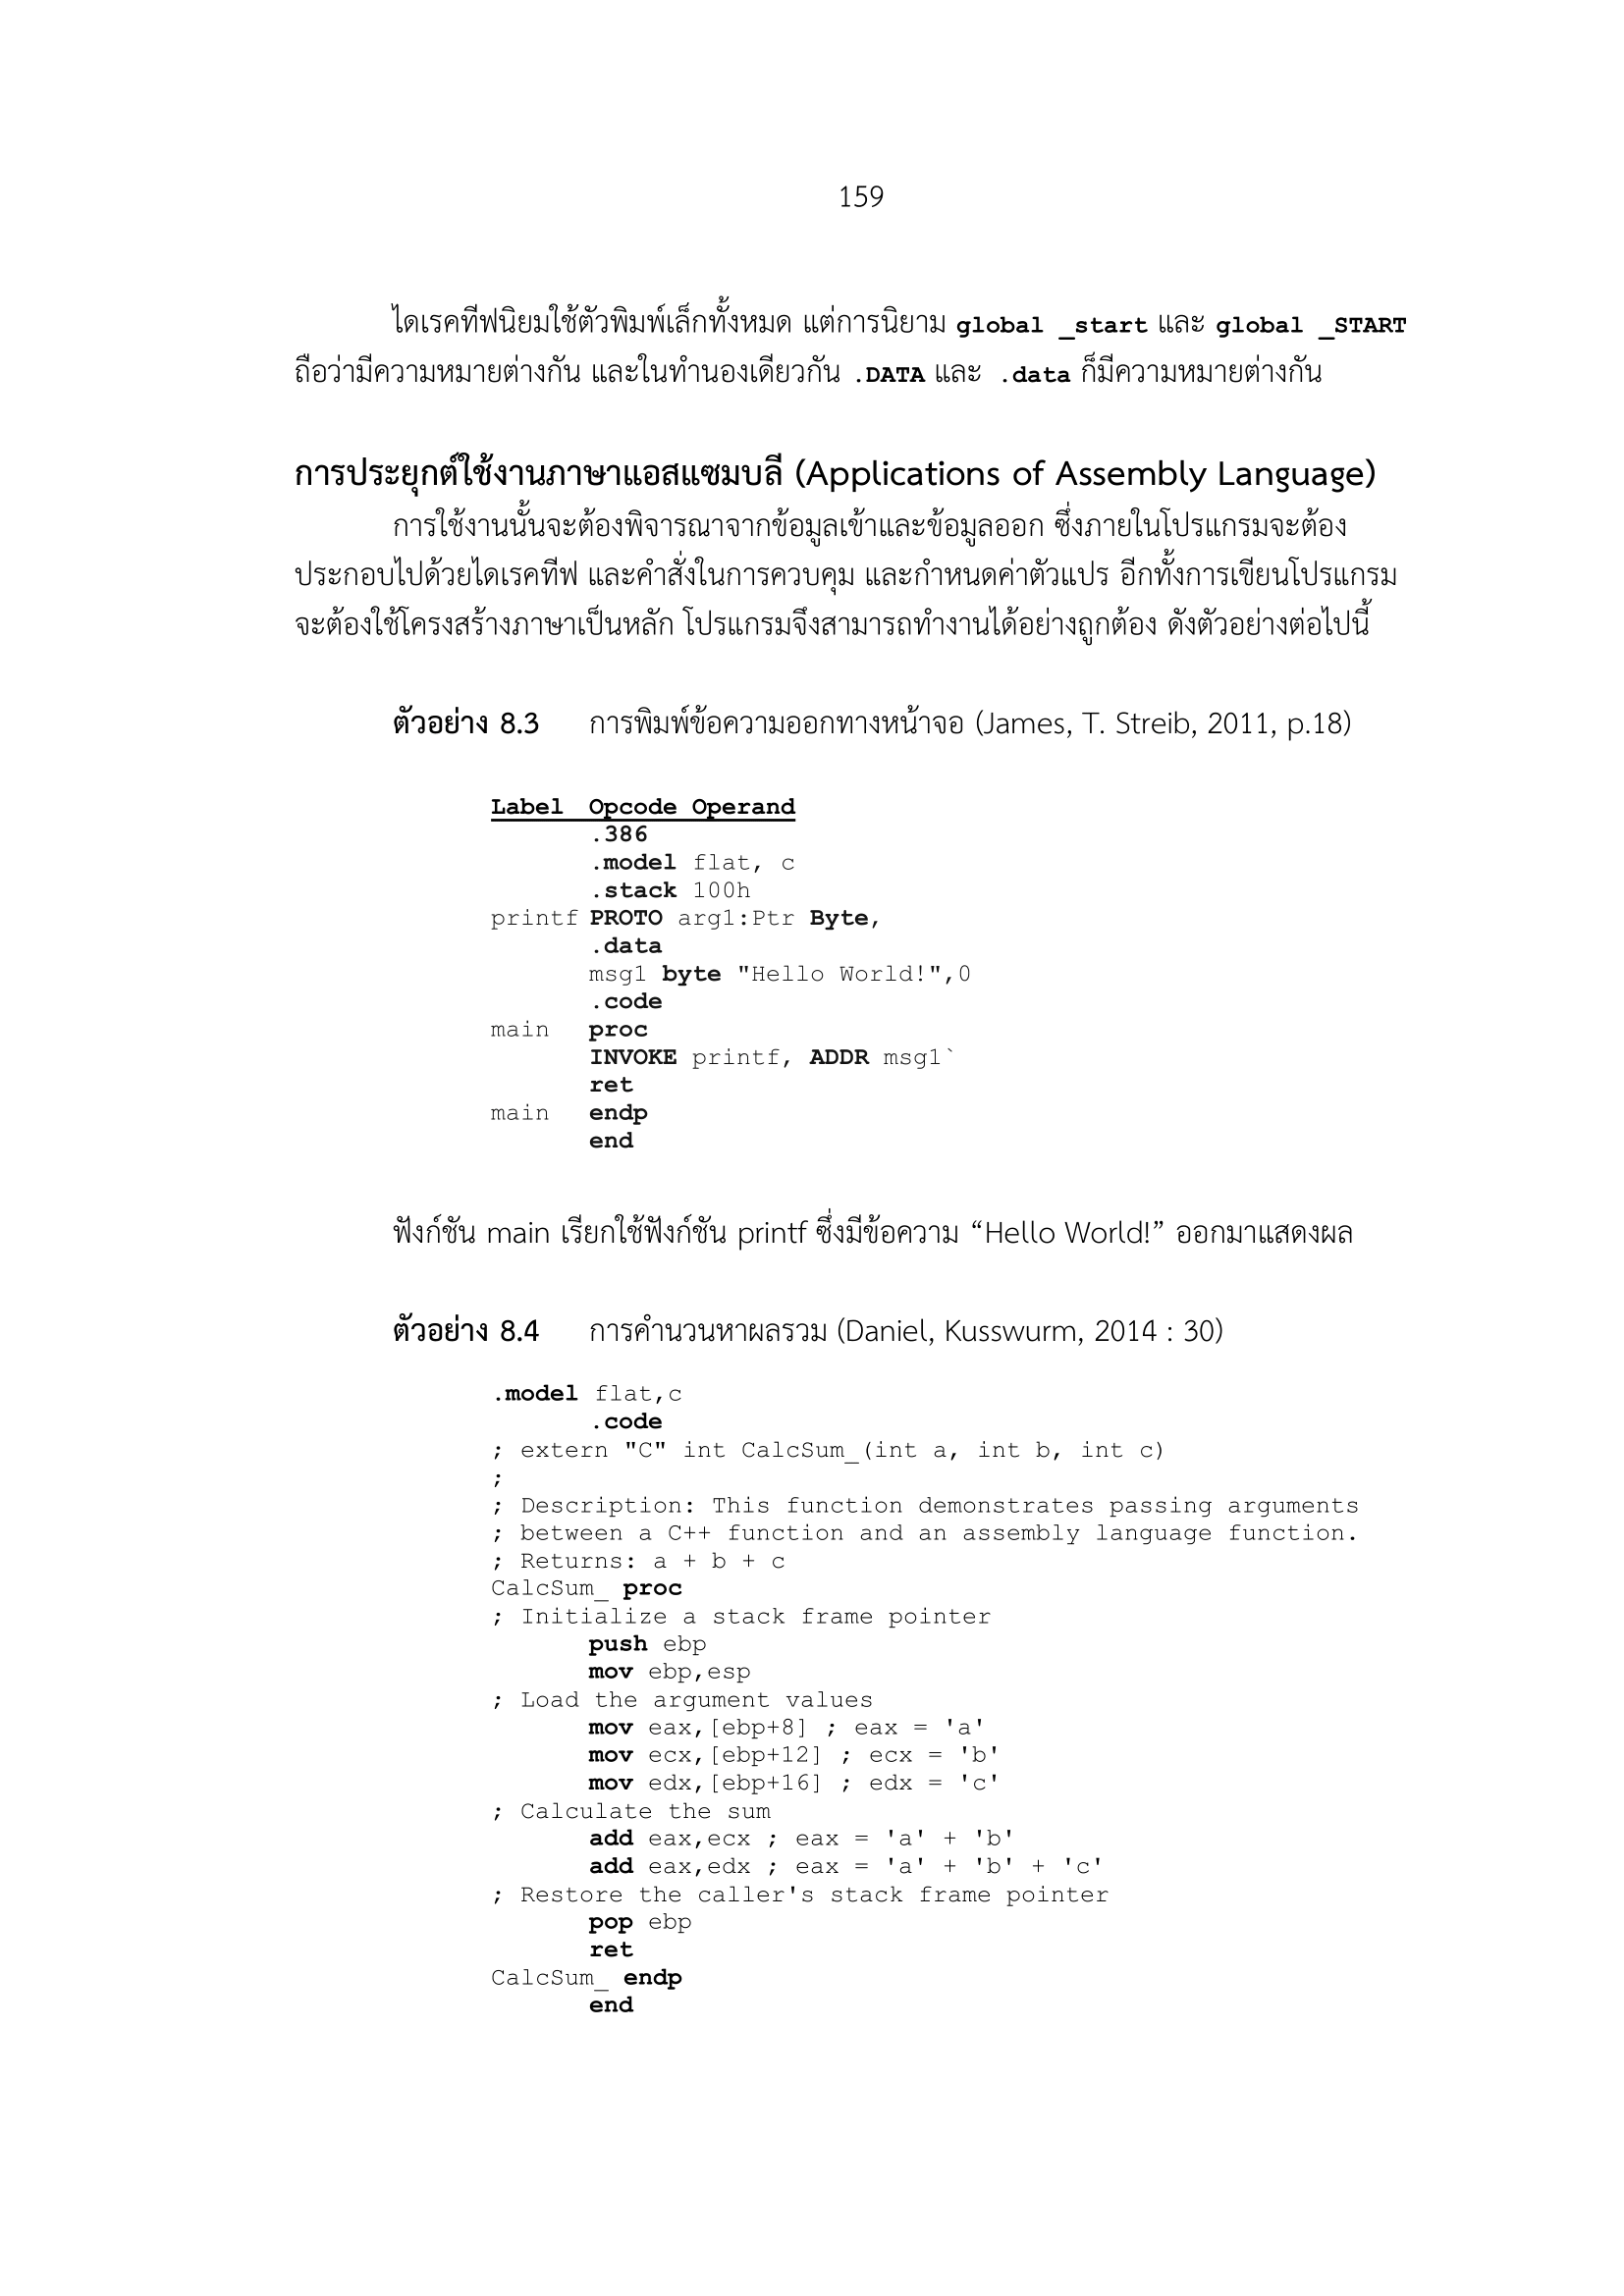 159
ไดเรคทีฟนิยมใช้ตัวพิมพ์เล็กทั้งหมด แต่การนิยาม global _start และ global _START
ถือว่ามีความหมายต่างกัน และในทำนองเดียวกัน .DATA และ .data ก็มีความหมายต่างกัน
การประยุกต์ใช้งานภาษาแอสแซมบลี (Applications of Assembly Language)
การใช้งานนั้นจะต้องพิจารณาจากข้อมูลเข้าและข้อมูลออก ซึ่งภายในโปรแกรมจะต้อง
ประกอบไปด้วยไดเรคทีฟ และคำสั่งในการควบคุม และกำหนดค่าตัวแปร อีกทั้งการเขียนโปรแกรม
จะต้องใช้โครงสร้างภาษาเป็นหลัก โปรแกรมจึงสามารถทำงานได้อย่างถูกต้อง ดังตัวอย่างต่อไปนี้
ตัวอย่าง 8.3 การพิมพ์ข้อความออกทางหน้าจอ (James, T. Streib, 2011, p.18)
Label Opcode Operand
.386
.model flat, c
.stack 100h
printf PROTO arg1:Ptr Byte,
.data
msg1 byte "Hello World!",0
.code
main proc
INVOKE printf, ADDR msg1`
ret
main endp
end
ฟังก์ชัน main เรียกใช้ฟังก์ชัน printf ซึ่งมีข้อความ “Hello World!” ออกมาแสดงผล
ตัวอย่าง 8.4 การคำนวนหาผลรวม (Daniel, Kusswurm, 2014 : 30)
.model flat,c
.code
; extern "C" int CalcSum_(int a, int b, int c)
;
; Description: This function demonstrates passing arguments
; between a C++ function and an assembly language function.
; Returns: a + b + c
CalcSum_ proc
; Initialize a stack frame pointer
push ebp
mov ebp,esp
; Load the argument values
mov eax,[ebp+8] ; eax = 'a'
mov ecx,[ebp+12] ; ecx = 'b'
mov edx,[ebp+16] ; edx = 'c'
; Calculate the sum
add eax,ecx ; eax = 'a' + 'b'
add eax,edx ; eax = 'a' + 'b' + 'c'
; Restore the caller's stack frame pointer
pop ebp
ret
CalcSum_ endp
end